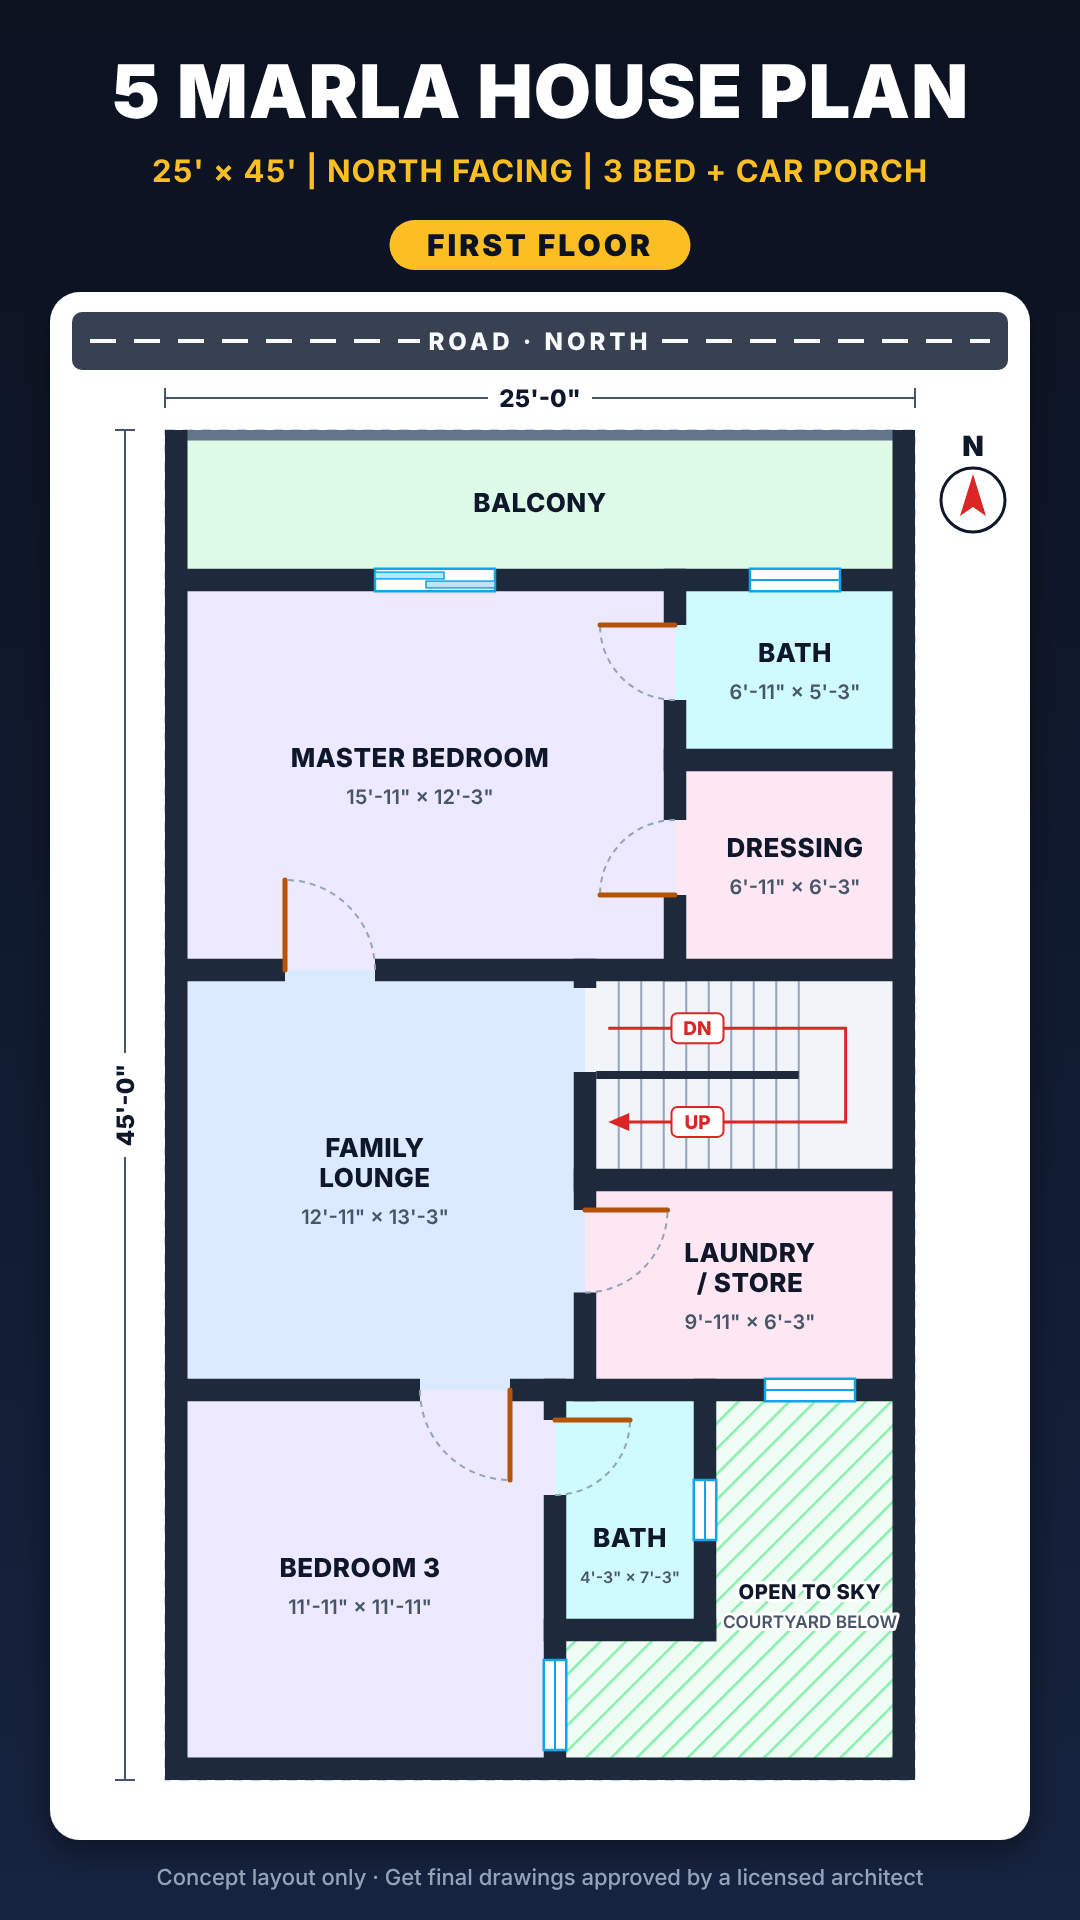 5 MARLA HOUSE PLAN
25' × 45' | NORTH FACING | 3 BED + CAR PORCH
FIRST FLOOR
ROAD · NORTH
25'-0"
N
BALCONY
BATH
6'-11" × 5'-3"
MASTER BEDROOM
15'-11" × 12'-3"
DRESSING
6'-11" × 6'-3"
DN
UP
45'-0"
FAMILY
LOUNGE
12'-11" × 13'-3"
LAUNDRY
/ STORE
9'-11" × 6'-3"
BATH
4'-3" × 7'-3"
BEDROOM 3
11'-11" × 11'-11"
OPEN TO SKY
COURTYARD BELOW
Concept layout only · Get final drawings approved by a licensed architect